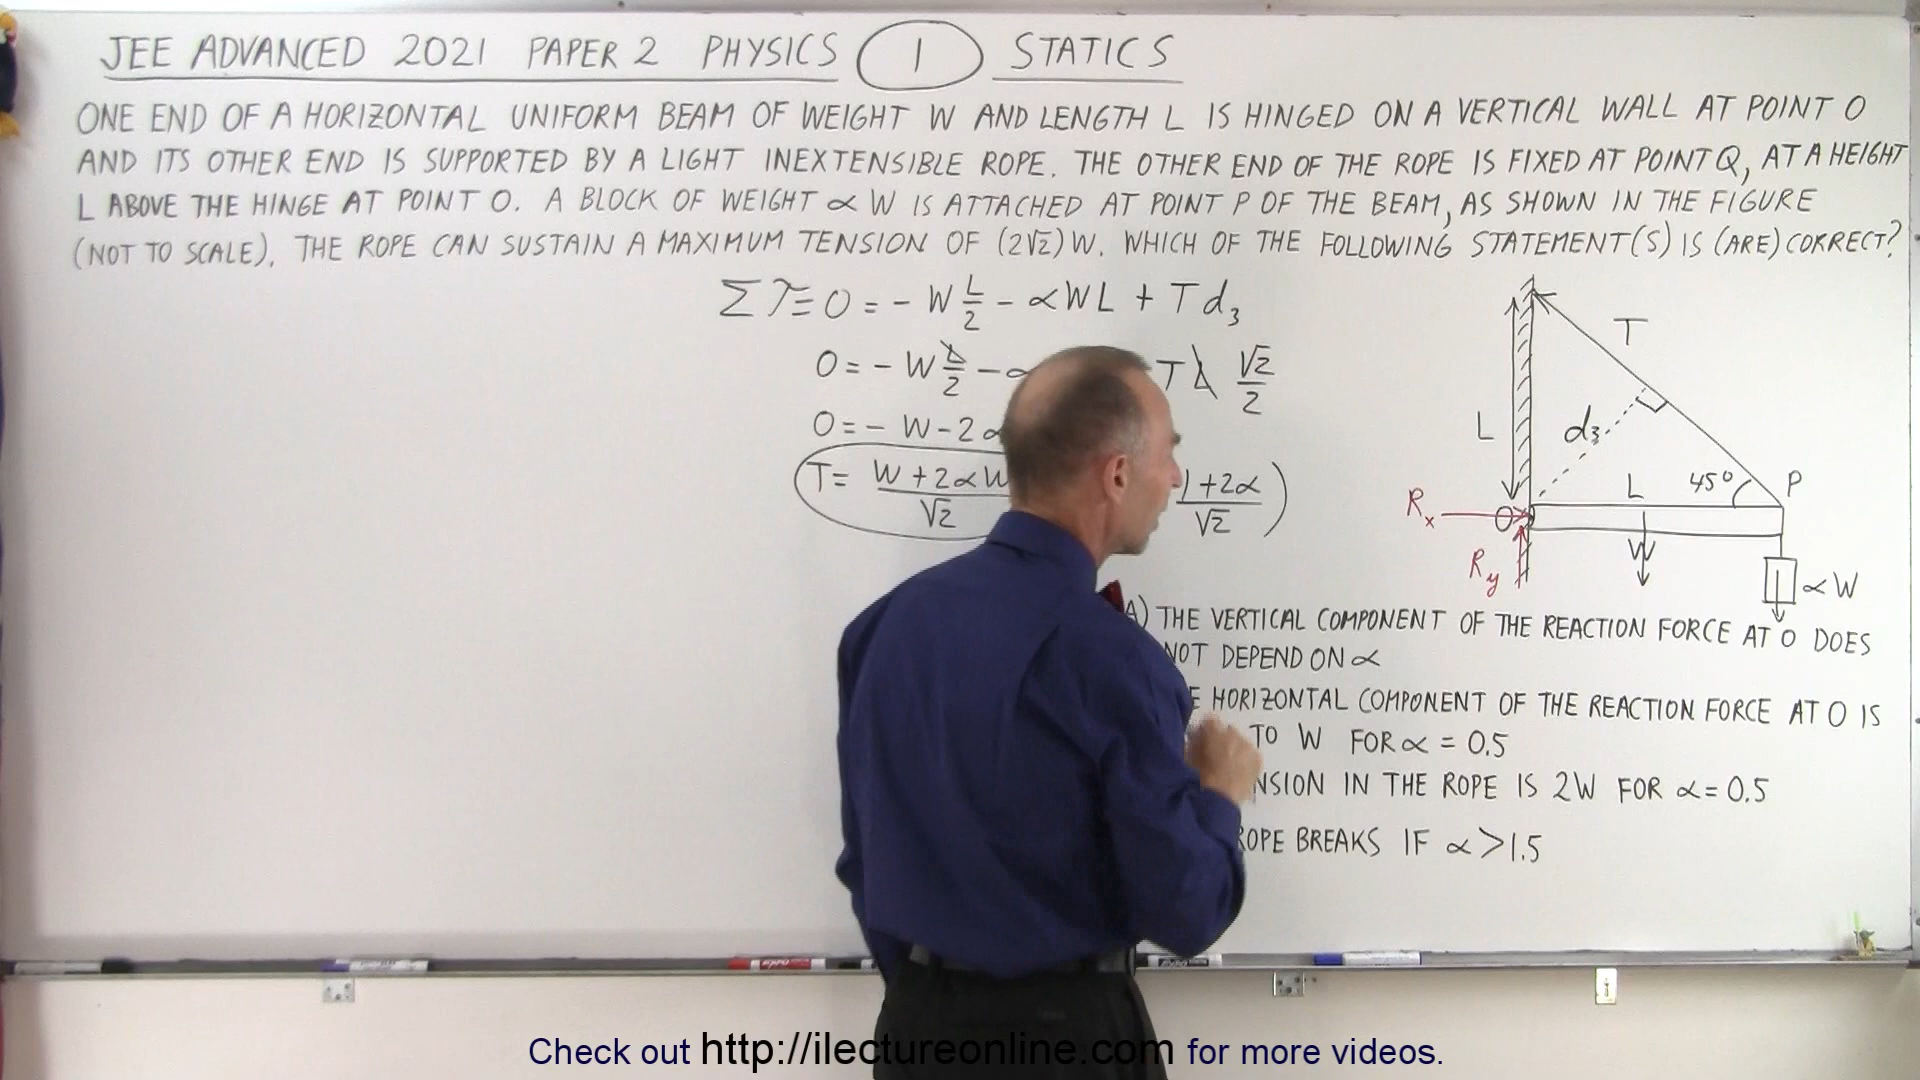 JEE ADVANCED 2021 PAPER 2 PHYSICS 1 STATICS
ONE END OF A HORIZONTAL UNIFORM BEAM OF WEIGHT W AND LENGTH L IS HINGED ON A VERTICAL WALL AT POINT O
AND ITS OTHER END IS SUPPORTED BY A LIGHT INEXTENSIBLE ROPE. THE OTHER END OF THE ROPE IS FIXED AT POINT Q, AT A HEIGHT
L ABOVE THE HINGE AT POINT O. A BLOCK OF WEIGHT ∝ W IS ATTACHED AT POINT P OF THE BEAM, AS SHOWN IN THE FIGURE
(NOT TO SCALE). THE ROPE CAN SUSTAIN A MAXIMUM TENSION OF (2√2)W. WHICH OF THE FOLLOWING STATEMENT(S) IS (ARE) CORRECT?
Στ = 0 = - W L/2 - ∝WL + T d₃
0 = - W L/2 - ∝ T L √2/2
0 = - W - 2∝
T = W + 2∝W / √2 1 + 2∝ / √2 )
T
L
d₃
45°
P
L
Rx
O
Ry
W
∝ W
A) THE VERTICAL COMPONENT OF THE REACTION FORCE AT O DOES
NOT DEPEND ON ∝
HORIZONTAL COMPONENT OF THE REACTION FORCE AT O IS
TO W FOR ∝ = 0.5
IN THE ROPE IS 2W FOR ∝ = 0.5
ROPE BREAKS IF ∝ > 1.5
Check out http://ilectureonline.com for more videos.